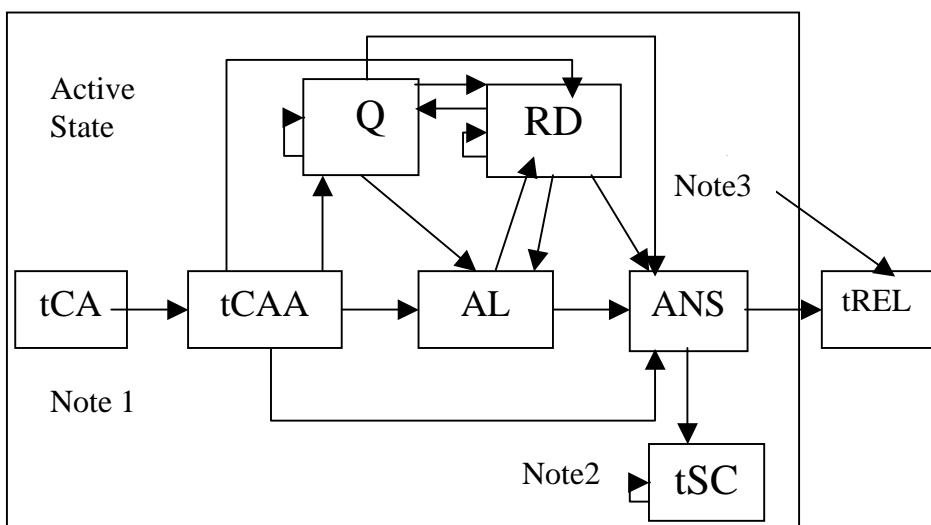 Active
State
Q
RD
Note3
tCA
tCAA
AL
ANS
tREL
Note 1
Note2
tSC